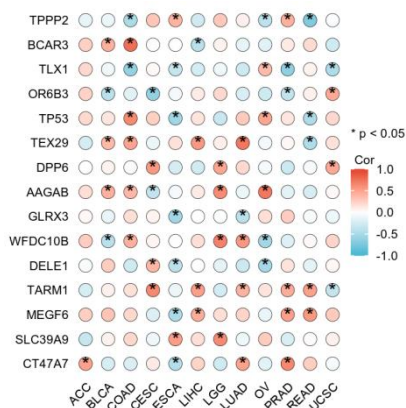 TPPP2
BCAR3
TLX1
OR6B3
TP53
TEX29
DPP6
AAGAB
GLRX3
WFDC10B
DELE1
TARM1
MEGF6
SLC39A9
CT47A7
ACC
BLCA
COAD
CESC
ESCA
LIHC
LGG
LUAD
OV
PRAD
READ
UCSC
* p < 0.05
Cor
1.0
0.5
0.0
-0.5
-1.0